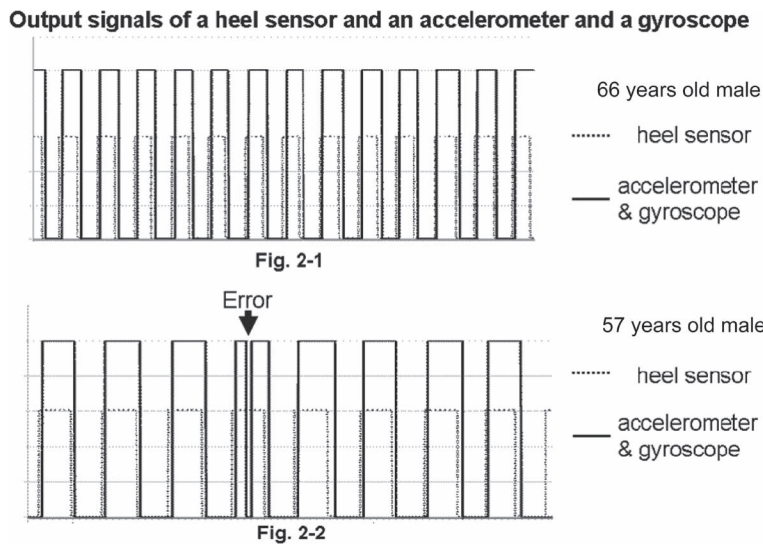 Output signals of a heel sensor and an accelerometer and a gyroscope
66 years old male
heel sensor
accelerometer
& gyroscope
Fig. 2-1
Error
57 years old male
heel sensor
accelerometer
& gyroscope
Fig. 2-2